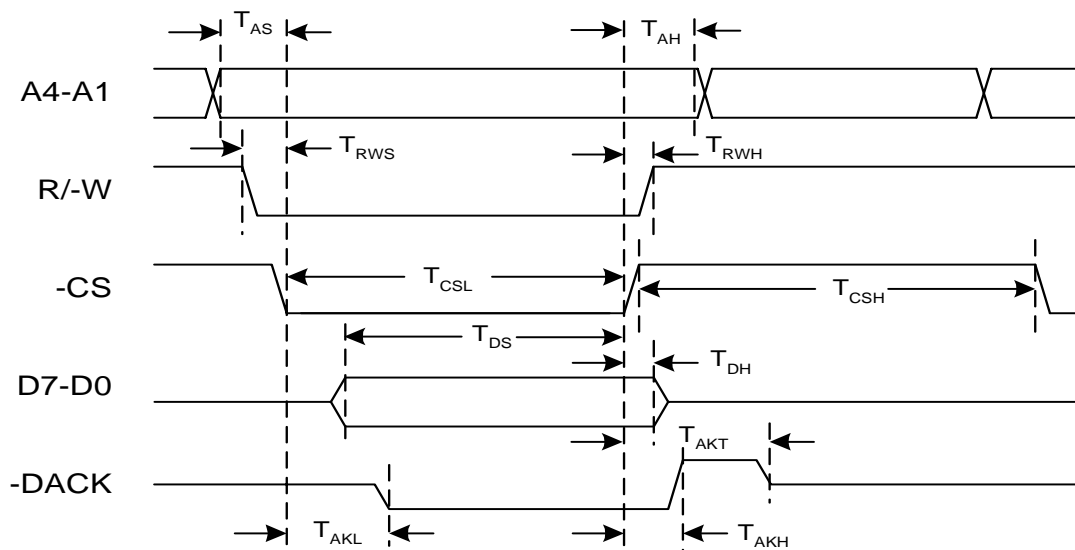 TAS
TAH
A4-A1
TRWS
TRWH
R/-W
TCSL
-CS
TCSH
TDS
TDH
D7-D0
TAKT
-DACK
TAKL
TAKH